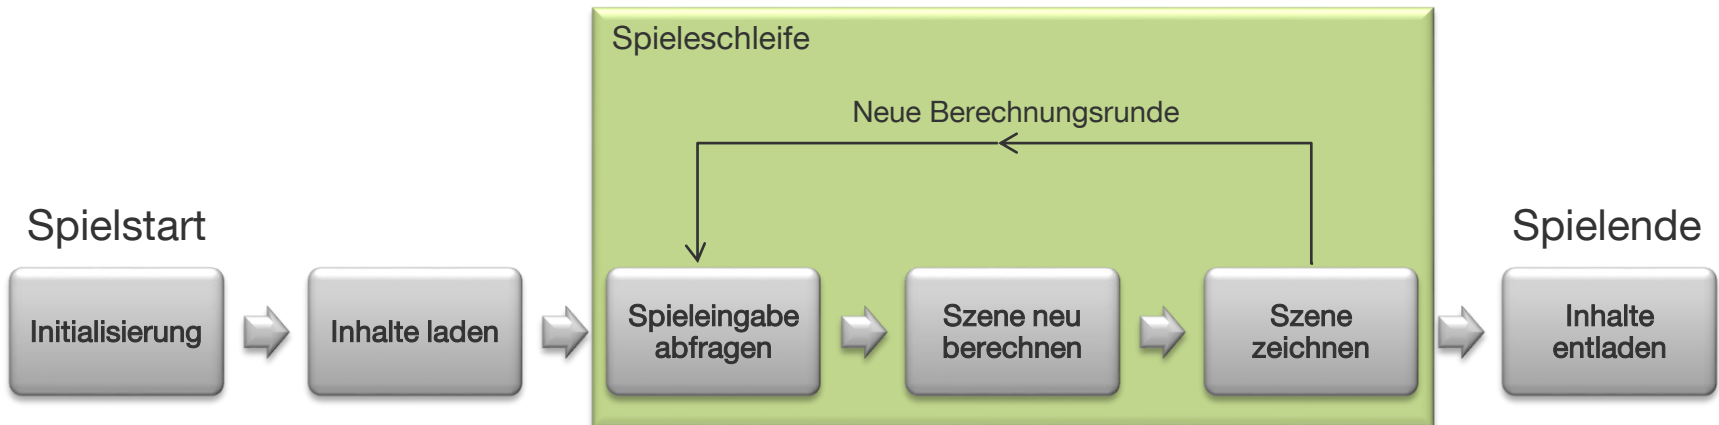 Spieleschleife
Neue Berechnungsrunde
Spielstart
Spielende
Initialisierung
Inhalte laden
Spieleingabe
abfragen
Szene neu
berechnen
Szene
zeichnen
Inhalte
entladen